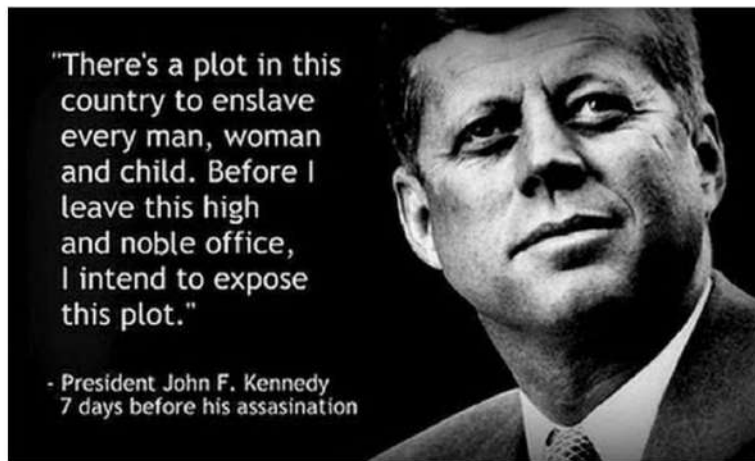 "There's a plot in this
country to enslave
every man, woman
and child. Before I
leave this high
and noble office,
I intend to expose
this plot."
- President John F. Kennedy
7 days before his assasination